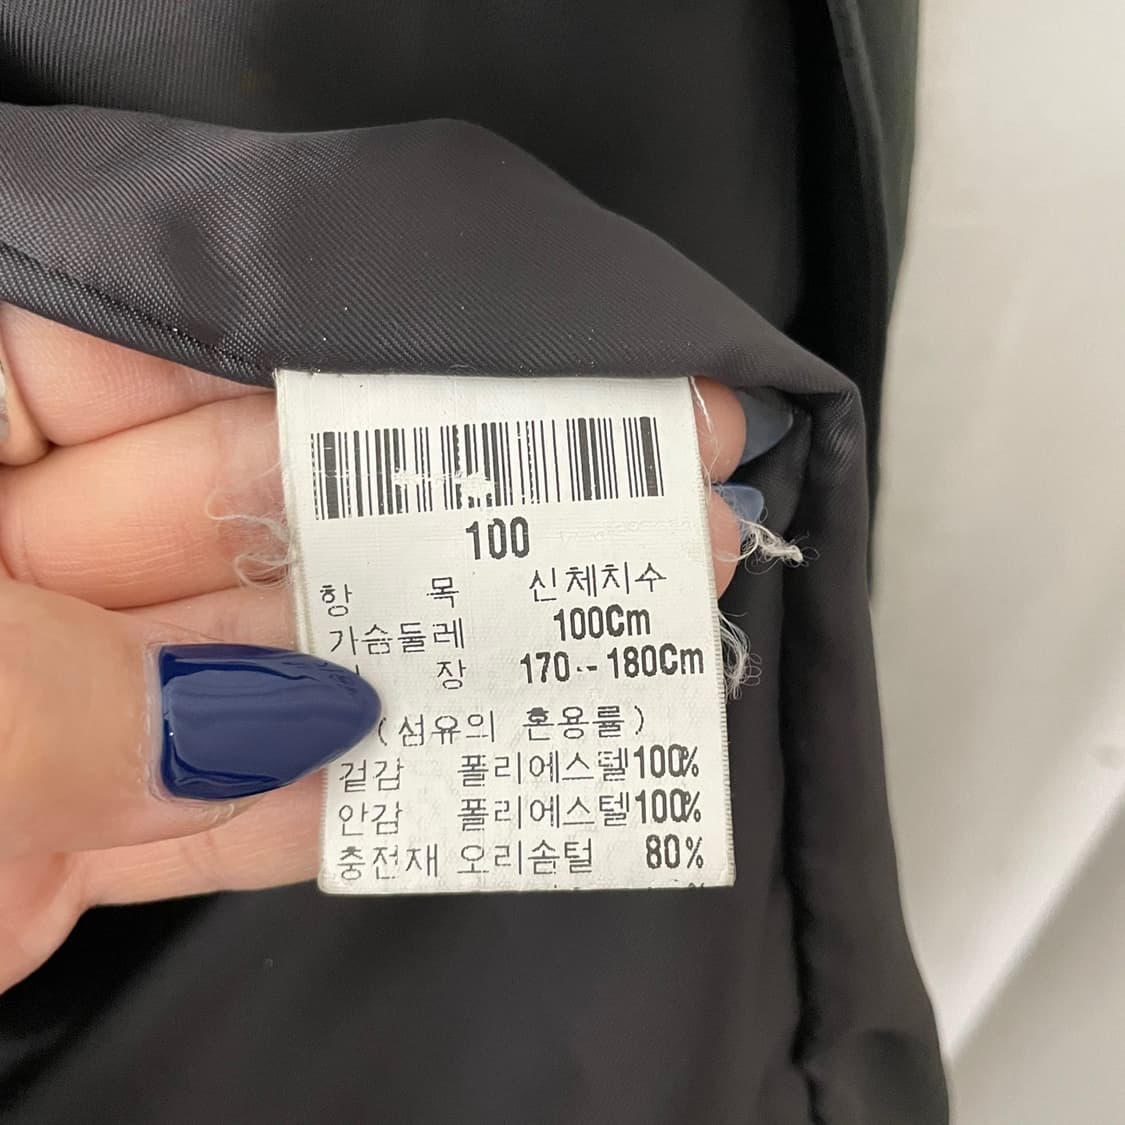 100
항 목 신체치수
가슴둘레 100Cm
장 170--180Cm
(섬유의 혼용률)
겉감 폴리에스텔100%
안감 폴리에스텔100%
충전재 오리솜털 80%